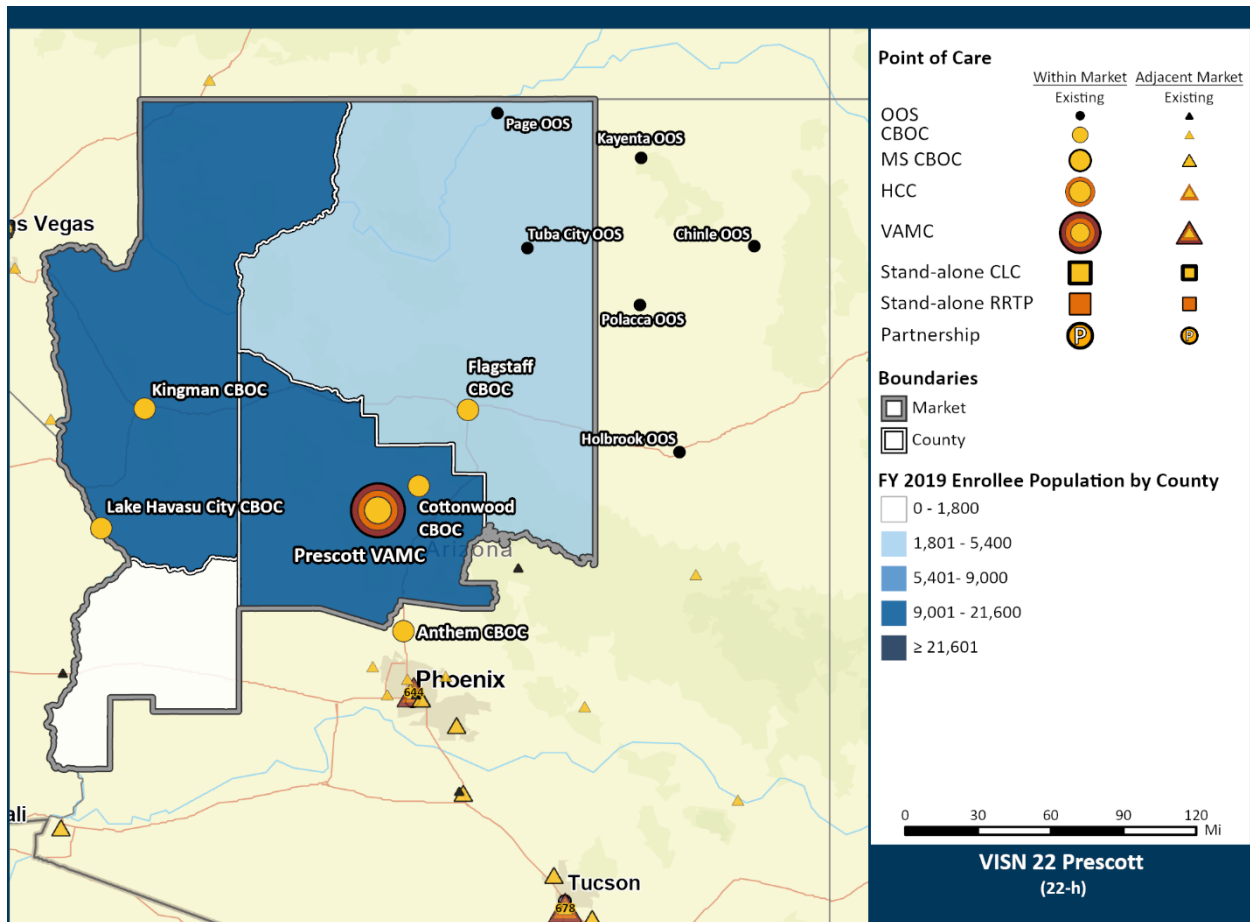 Page OOS
Kayenta OOS
as Vegas
Tuba City OOS
Chinle OOS
Polacca OOS
Flagstaff
CBOC
Kingman CBOC
Holbrook OOS
Lake Havasu City CBOC
Cottonwood
CBOC
Prescott VAMC
Arizona
Anthem CBOC
Phoenix
644
ali
Tucson
678
Point of Care
Within Market
Adjacent Market
Existing
Existing
OOS
CBOC
MS CBOC
HCC
VAMC
Stand-alone CLC
Stand-alone RRTP
Partnership
P
P
Boundaries
Market
County
FY 2019 Enrollee Population by County
0 - 1,800
1,801 - 5,400
5,401- 9,000
9,001 - 21,600
≥ 21,601
0 30 60 90 120
Mi
VISN 22 Prescott
(22-h)